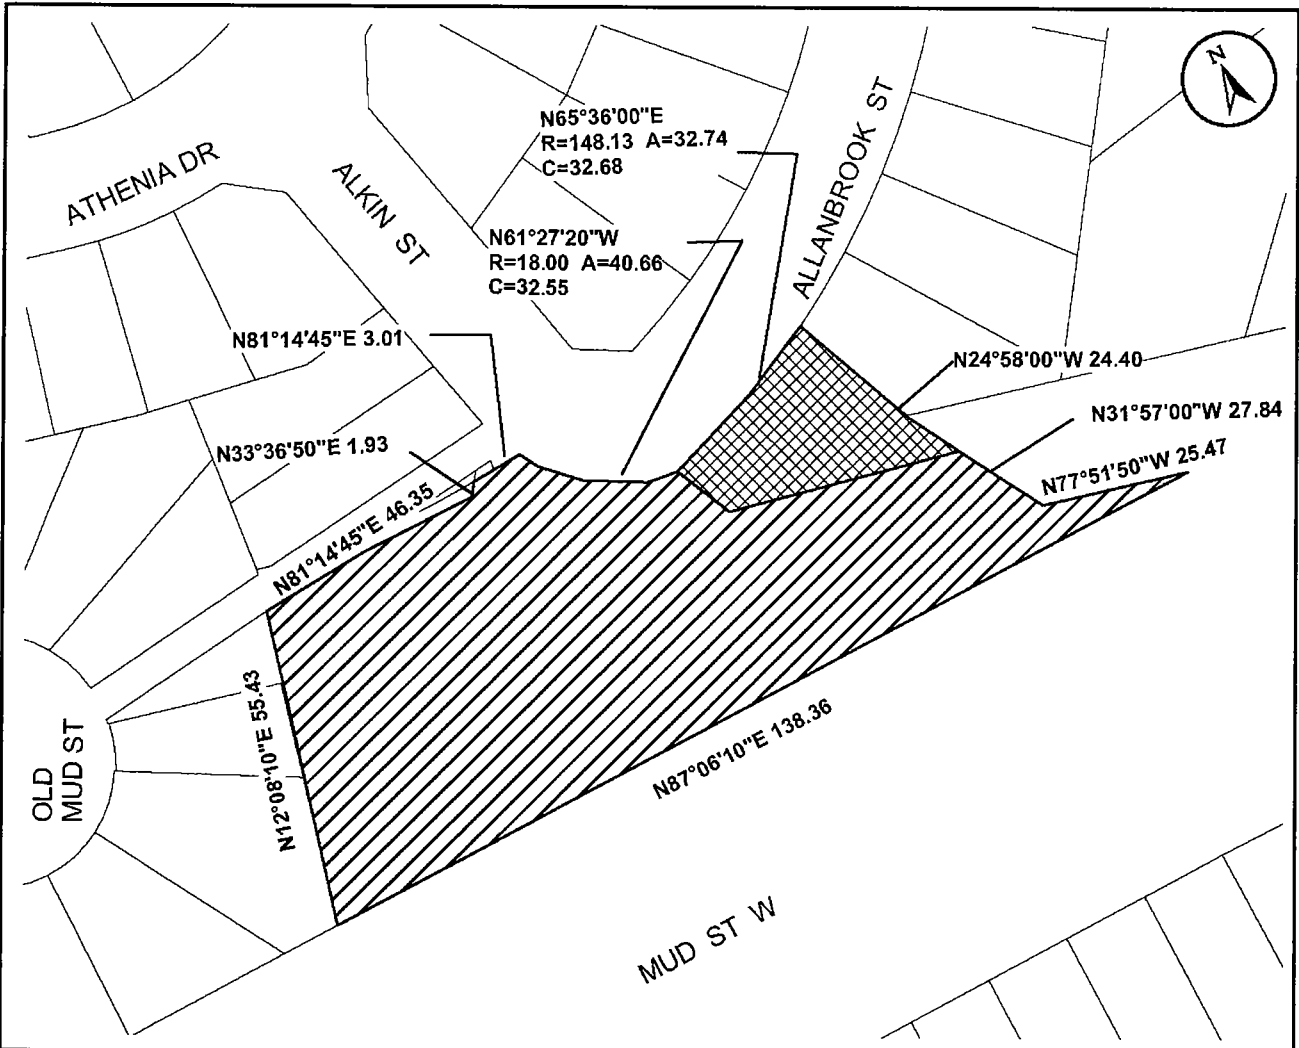 N
N65°36'00"E
R=148.13 A=32.74
C=32.68
ATHENIA DR
ALKIN ST
ALLANBROOK ST
N61°27'20"W
R=18.00 A=40.66
C=32.55
N81°14'45"E 3.01
N24°58'00"W 24.40
N31°57'00"W 27.84
N33°36'50"E 1.93
N77°51'50"W 25.47
N81°14'45"E 46.35
N12°08'10"E 55.43
OLD
MUD ST
N87°06'10"E 138.36
MUD ST W